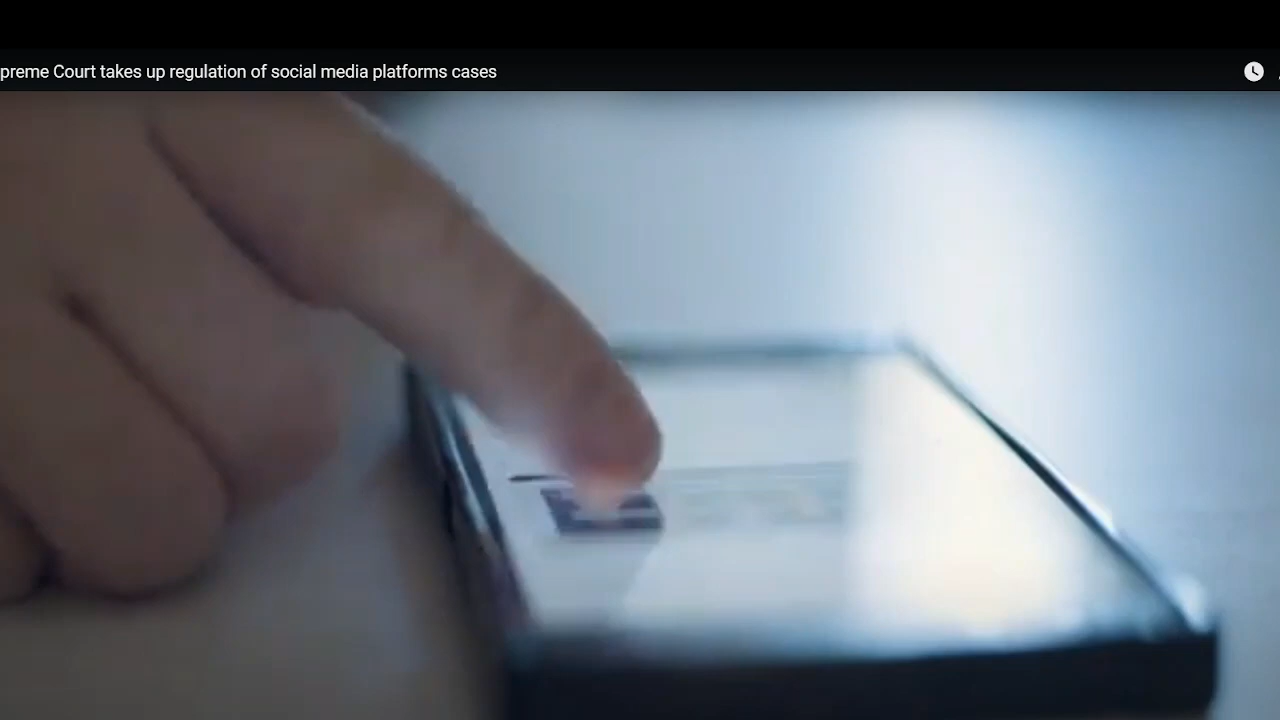 preme Court takes up regulation of social media platforms cases